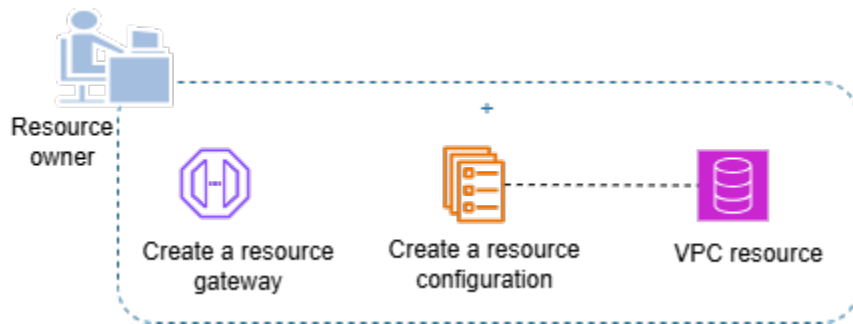 Resource
owner
+
Create a resource
gateway
Create a resource
configuration
VPC resource